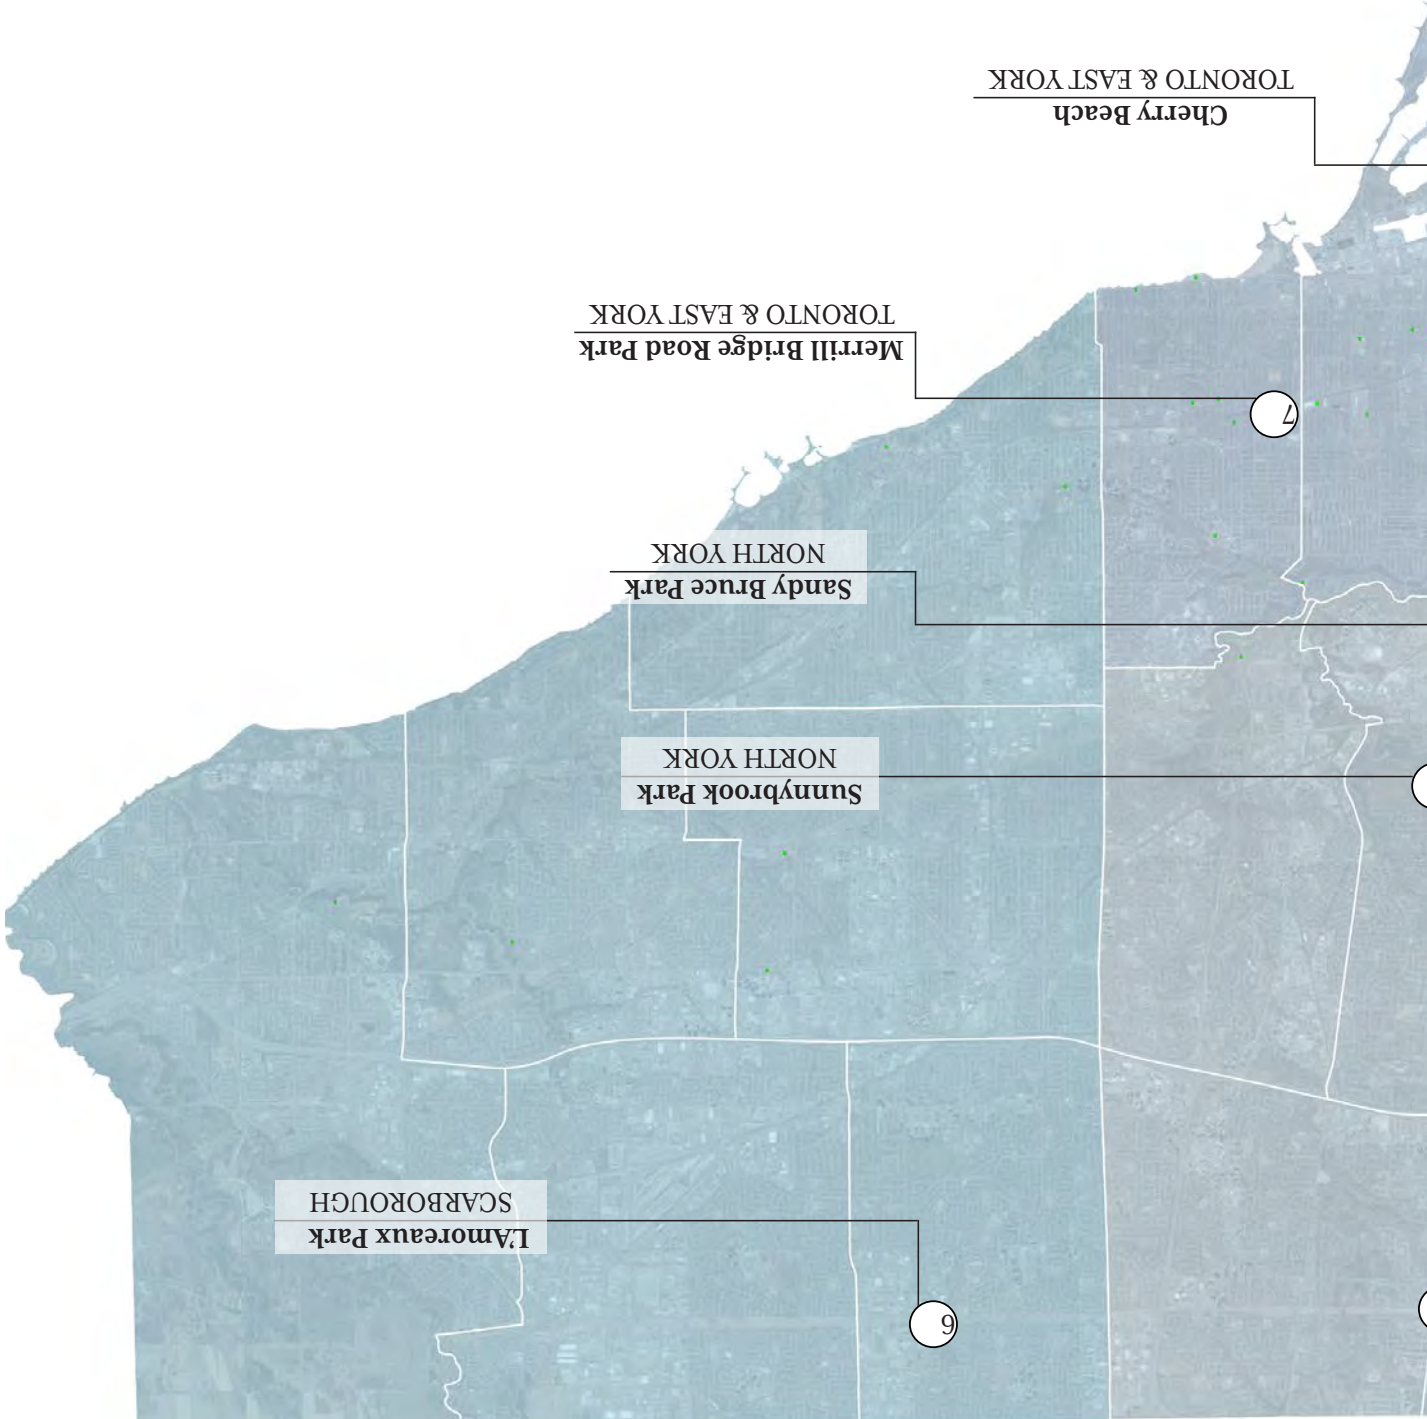 6
L'Amoreaux Park
SCARBOROUGH
Sunnybrook Park
NORTH YORK
Sandy Bruce Park
NORTH YORK
7
Merrill Bridge Road Park
TORONTO & EAST YORK
Cherry Beach
TORONTO & EAST YORK